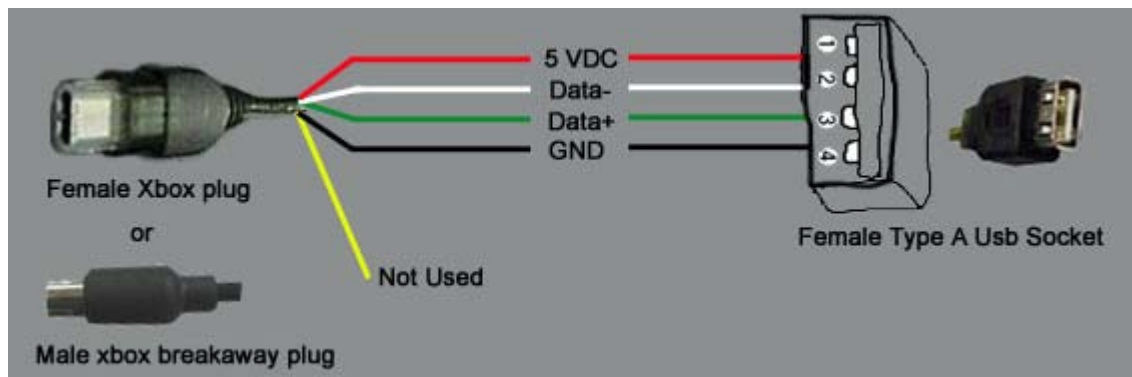 5 VDC
Data-
Data+
GND
1
2
3
4
Female Xbox plug
or
Female Type A Usb Socket
Not Used
Male xbox breakaway plug